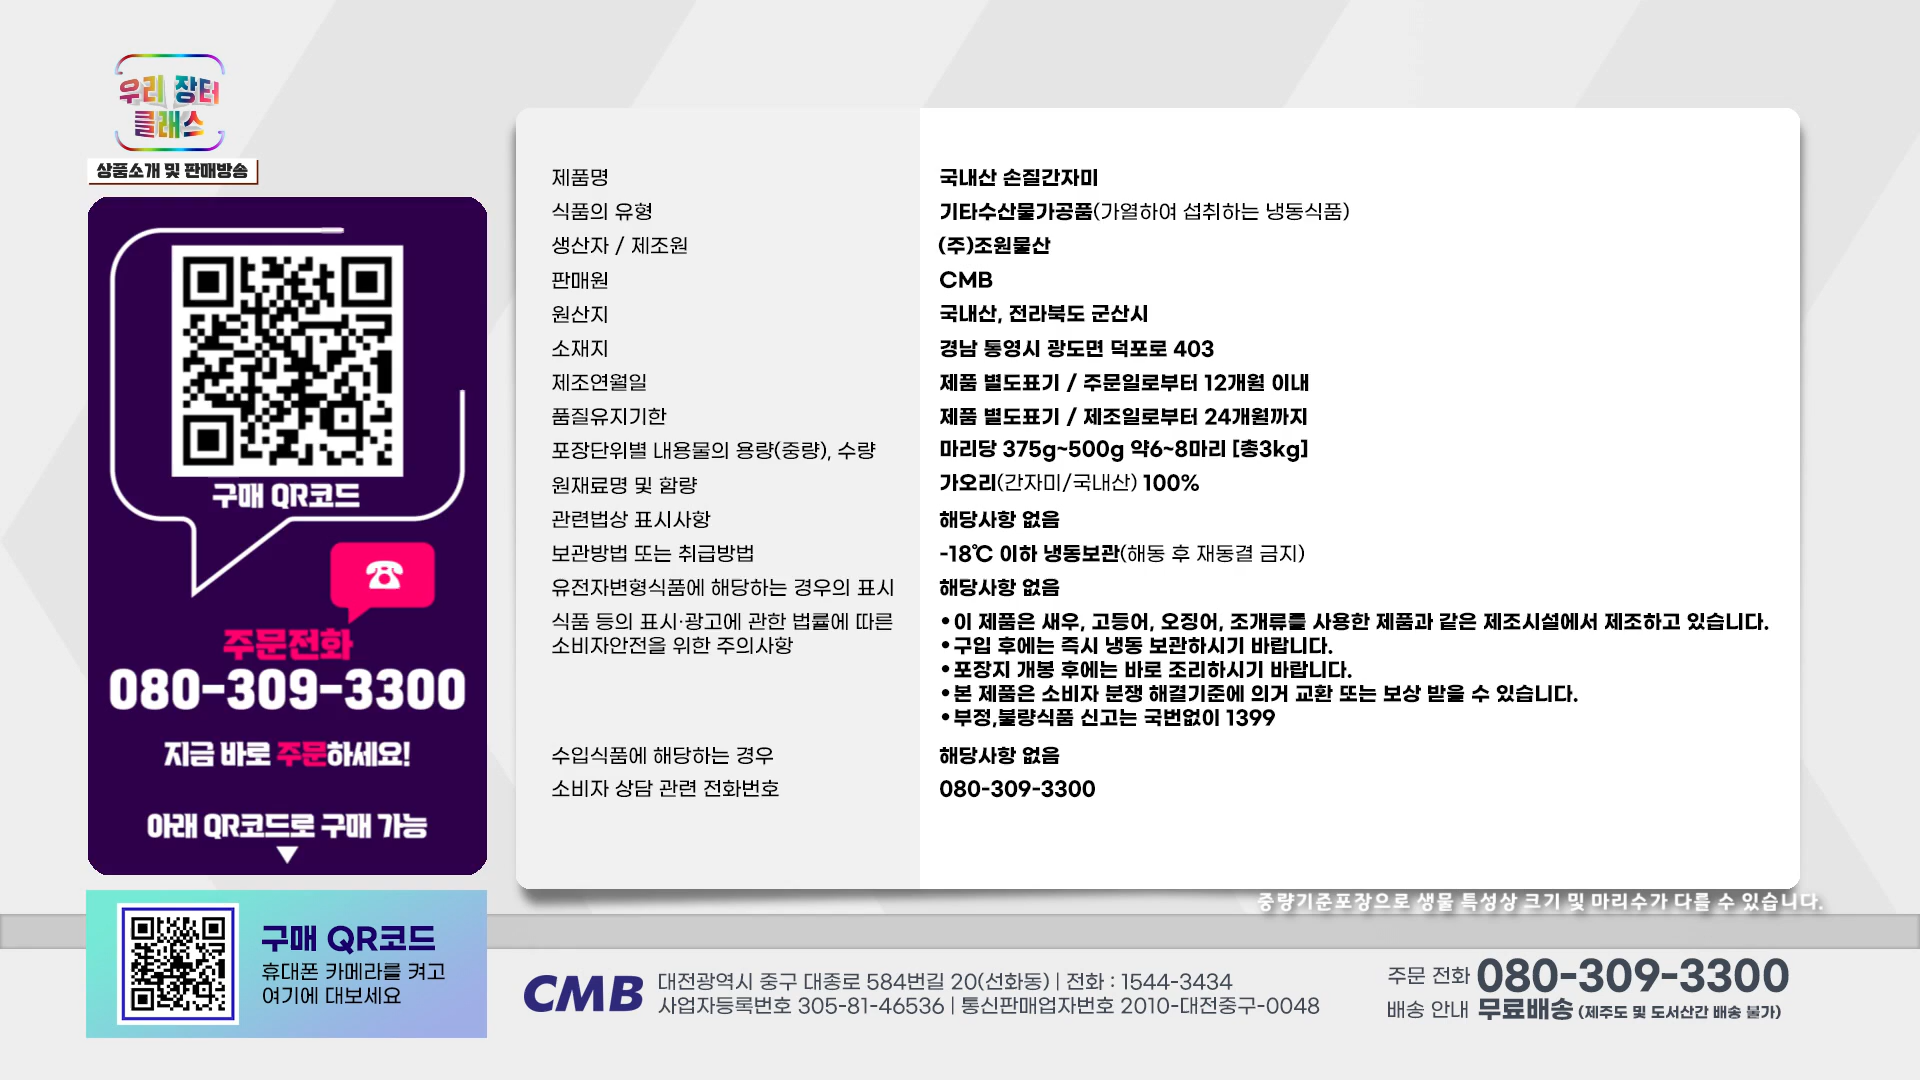 우리 장터
클래스
상품소개 및 판매방송
구매 QR코드
주문전화
080-309-3300
지금 바로 주문하세요!
아래 QR코드로 구매 가능
구매 QR코드
휴대폰 카메라를 켜고
여기에 대보세요
제품명 국내산 손질간자미
식품의 유형 기타수산물가공품(가열하여 섭취하는 냉동식품)
생산자 / 제조원 (주)조원물산
판매원 CMB
원산지 국내산, 전라북도 군산시
소재지 경남 통영시 광도면 덕포로 403
제조연월일 제품 별도표기 / 주문일로부터 12개월 이내
품질유지기한 제품 별도표기 / 제조일로부터 24개월까지
포장단위별 내용물의 용량(중량), 수량 마리당 375g~500g 약6~8마리 [총3kg]
원재료명 및 함량 가오리(간자미/국내산) 100%
관련법상 표시사항 해당사항 없음
보관방법 또는 취급방법 -18℃ 이하 냉동보관(해동 후 재동결 금지)
유전자변형식품에 해당하는 경우의 표시 해당사항 없음
식품 등의 표시·광고에 관한 법률에 따른
소비자안전을 위한 주의사항
•이 제품은 새우, 고등어, 오징어, 조개류를 사용한 제품과 같은 제조시설에서 제조하고 있습니다.
•구입 후에는 즉시 냉동 보관하시기 바랍니다.
•포장지 개봉 후에는 바로 조리하시기 바랍니다.
•본 제품은 소비자 분쟁 해결기준에 의거 교환 또는 보상 받을 수 있습니다.
•부정,불량식품 신고는 국번없이 1399
수입식품에 해당하는 경우 해당사항 없음
소비자 상담 관련 전화번호 080-309-3300
중량기준포장으로 생물 특성상 크기 및 마리수가 다를 수 있습니다.
CMB
대전광역시 중구 대종로 584번길 20(선화동) | 전화 : 1544-3434
사업자등록번호 305-81-46536 | 통신판매업자번호 2010-대전중구-0048
주문 전화 080-309-3300
배송 안내 무료배송 (제주도 및 도서산간 배송 불가)